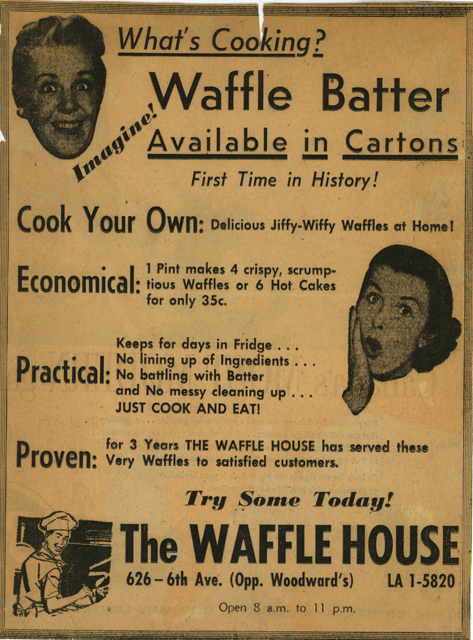 What's Cooking?
Imagine!
Waffle Batter
Available in Cartons
First Time in History!
Cook Your Own: Delicious Jiffy-Wiffy Waffles at Home!
Economical: 1 Pint makes 4 crispy, scrump-
tious Waffles or 6 Hot Cakes
for only 35c.
Practical: Keeps for days in Fridge . . .
No lining up of Ingredients . . .
No battling with Batter
and No messy cleaning up . . .
JUST COOK AND EAT!
Proven: for 3 Years THE WAFFLE HOUSE has served these
Very Waffles to satisfied customers.
Try Some Today!
The WAFFLE HOUSE
626 – 6th Ave. (Opp. Woodward's) LA 1-5820
Open 8 a.m. to 11 p.m.